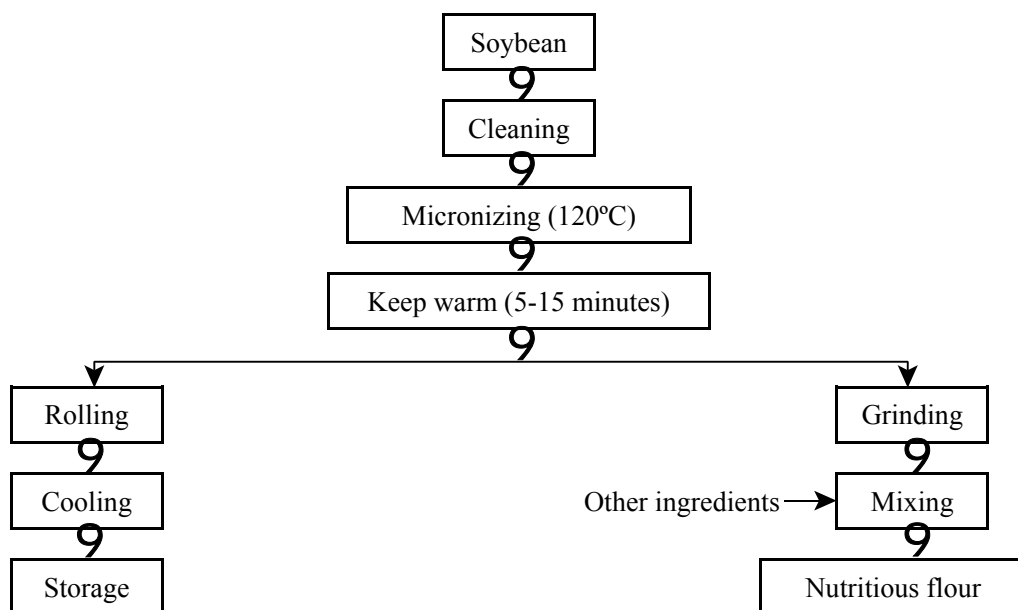 Soybean
Cleaning
Micronizing (120ºC)
Keep warm (5-15 minutes)
Rolling
Grinding
Cooling
Other ingredients
Mixing
Storage
Nutritious flour